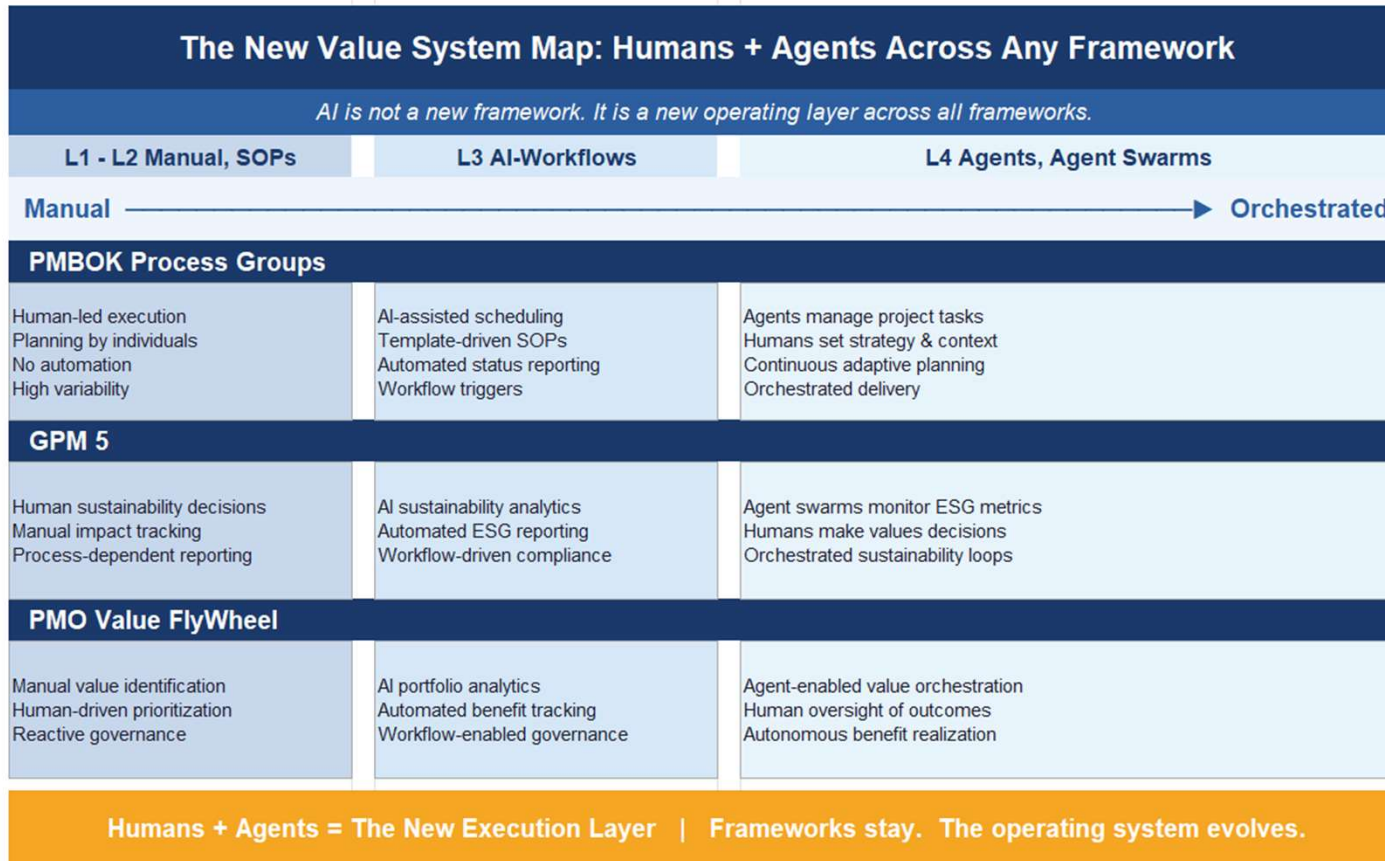 The New Value System Map: Humans + Agents Across Any Framework
AI is not a new framework. It is a new operating layer across all frameworks.
L1 - L2 Manual, SOPs
L3 AI-Workflows
L4 Agents, Agent Swarms
Manual
Orchestrated
PMBOK Process Groups
Human-led execution
Planning by individuals
No automation
High variability
AI-assisted scheduling
Template-driven SOPs
Automated status reporting
Workflow triggers
Agents manage project tasks
Humans set strategy & context
Continuous adaptive planning
Orchestrated delivery
GPM 5
Human sustainability decisions
Manual impact tracking
Process-dependent reporting
AI sustainability analytics
Automated ESG reporting
Workflow-driven compliance
Agent swarms monitor ESG metrics
Humans make values decisions
Orchestrated sustainability loops
PMO Value FlyWheel
Manual value identification
Human-driven prioritization
Reactive governance
AI portfolio analytics
Automated benefit tracking
Workflow-enabled governance
Agent-enabled value orchestration
Human oversight of outcomes
Autonomous benefit realization
Humans + Agents = The New Execution Layer | Frameworks stay. The operating system evolves.